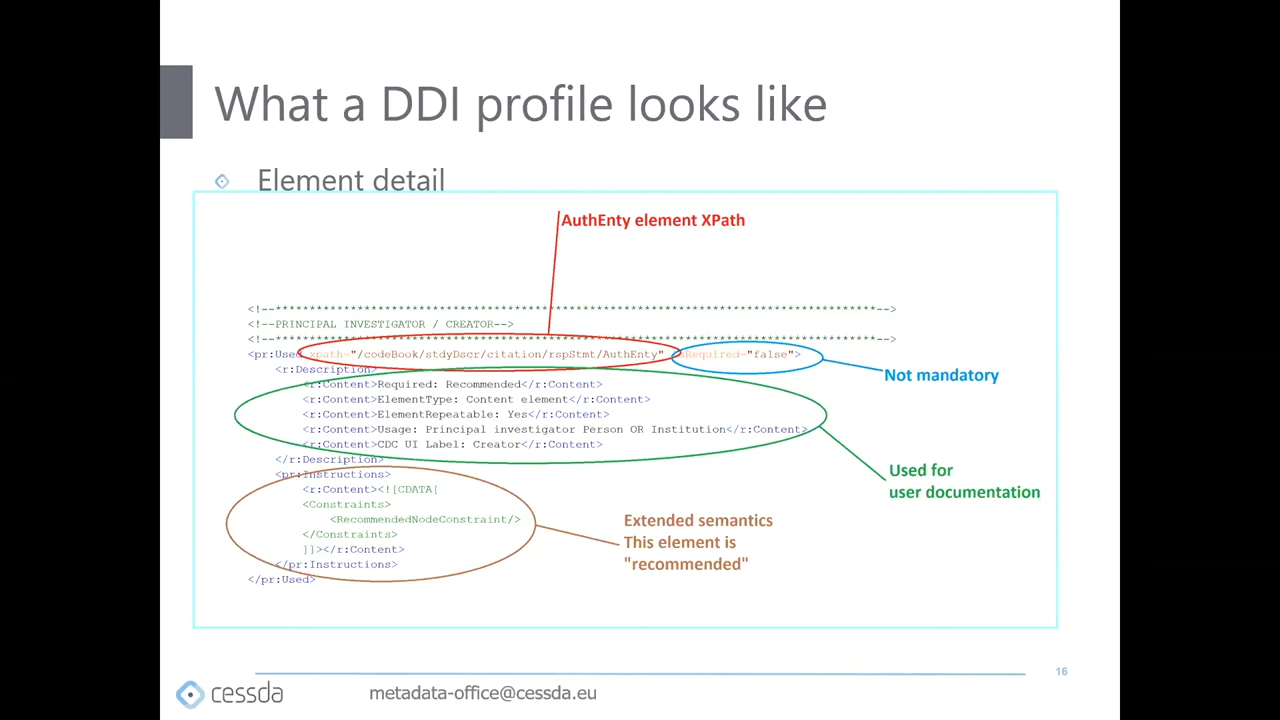 What a DDI profile looks like
Element detail
AuthEnty element XPath
<!--****************************************************************************************-->
<!--PRINCIPAL INVESTIGATOR / CREATOR-->
<!--****************************************************************************************-->
<pr:Used xpath="/codeBook/stdyDscr/citation/rspStmt/AuthEnty" isRequired="false">
<r:Description>
Not mandatory
<r:Content>Required: Recommended</r:Content>
<r:Content>ElementType: Content element</r:Content>
<r:Content>ElementRepeatable: Yes</r:Content>
<r:Content>Usage: Principal investigator Person OR Institution</r:Content>
<r:Content>CDC UI Label: Creator</r:Content>
</r:Description>
Used for
user documentation
<pr:Instructions>
<r:Content><![CDATA[
<Constraints>
<RecommendedNodeConstraint/>
</Constraints>
]]></r:Content>
</pr:Instructions>
</pr:Used>
Extended semantics
This element is
"recommended"
cessda
metadata-office@cessda.eu
16